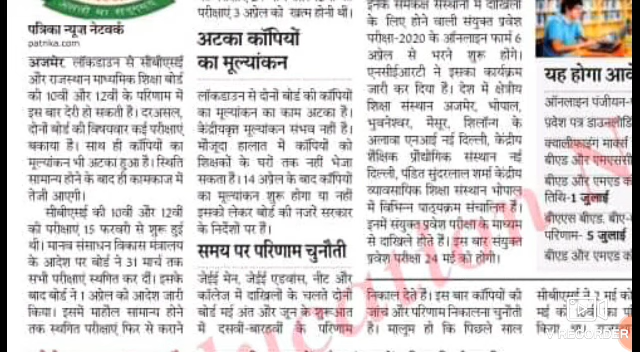 पत्रिका न्यूज नेटवर्क
patrika.com
अजमेर. लॉकडाउन से सीबीएसई
और राजस्थान माध्यमिक शिक्षा बोर्ड
की 10वीं और 12वीं के परिणाम में
इस बार देरी हो सकती है। दरअसल,
दोनों बोर्ड की विषयवार कई परीक्षाएं
बकाया है। साथ ही कॉपियों का
मूल्यांकन भी अटका हुआ है। स्थिति
सामान्य होने के बाद ही कामकाज में
तेजी आएगी।
सीबीएसई की 10वीं और 12वीं
की परीक्षाएं 15 फरवरी से शुरू हुई
थी। मानव संसाधन विकास मंत्रालय
के आदेश पर बोर्ड ने 31 मार्च तक
सभी परीक्षाएं स्थगित कर दी। इसके
बाद बोर्ड ने 1 अप्रेल को आदेश जारी
किया। इसमें माहौल सामान्य होने
तक स्थगित परीक्षाएं फिर से कराने
परीक्षाएं 3 अप्रेल को खत्म होनी थी।
अटका कॉपियों
का मूल्यांकन
लॉकडाउन से दोनों बोर्ड की कॉपियों
का मूल्यांकन का काम अटका है।
केंद्रीयकृत मूल्यांकन संभव नहीं है।
मौजूदा हालात में कॉपियों को
शिक्षकों के घरों तक नहीं भेजा
सकता है। 14 अप्रेल के बाद कॉपियों
का मूल्यांकन शुरू होगा या नहीं
इसको लेकर बोर्ड की नजरें सरकार
के निर्देशों पर है।
समय पर परिणाम चुनौती
जेईई मेन, जेईई एडवांस, नीट और
कॉलेज में दाखिलों के चलते दोनों
बोर्ड मई अंत और जून के शुरूआत
में दसवीं-बारहवीं के परिणाम
इनके समकक्ष संस्थानों में दाखिलों
के लिए होने वाली संयुक्त प्रवेश
परीक्षा-2020 के ऑनलाइन फार्म 6
अप्रेल से भरने शुरू होंगे।
एनसीईआरटी ने इसका कार्यक्रम
जारी कर दिया है। देश में क्षेत्रीय
शिक्षा संस्थान अजमेर, भोपाल,
भुवनेश्वर, मैसूर, शिलॉन्ग के
अलावा एनआई नई दिल्ली, केंद्रीय
शैक्षिक प्रौद्योगिक संस्थान नई
दिल्ली, पंडित सुंदरलाल शर्मा केंद्रीय
व्यावसायिक शिक्षा संस्थान भोपाल
में विभिन्न पाठ्यक्रम संचालित हैं।
इनमें संयुक्त प्रवेश परीक्षा के माध्यम
से दाखिले होते हैं। इस बार संयुक्त
प्रवेश परीक्षा 24 मई को होगी।
निकाल देते हैं। इस बार कॉपियों की
जांचे और परिणाम निकालना चुनौती
है। मालूम हो कि पिछले साल
यह होगा आवे
ऑनलाइन पंजीयन-
प्रवेश पत्र डाउनलोडि
क्वालीफाइंग मार्क्स
बीएड और एमएससी
बीएड और एमएड क
तिथि-1 जुलाई
बीएएस बीएड, बीए-
परिणाम- 5 जुलाई
बीएड और एमएड क
सीबीएसई ने 2 मई को
मई को
किया
VIRECORDER